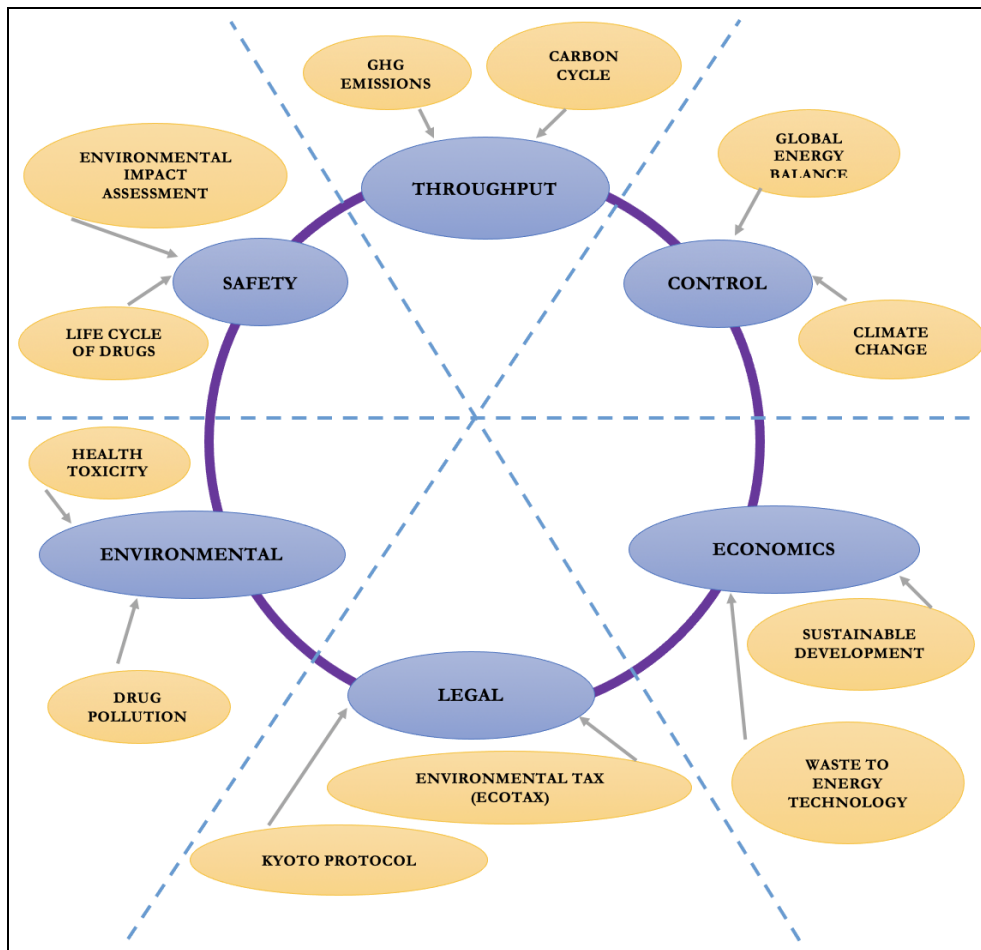 GHG
EMISSIONS
CARBON
CYCLE
ENVIRONMENTAL
IMPACT
ASSESSMENT
THROUGHPUT
GLOBAL
ENERGY
BALANCE
SAFETY
CONTROL
LIFE CYCLE
OF DRUGS
CLIMATE
CHANGE
HEALTH
TOXICITY
ENVIRONMENTAL
ECONOMICS
SUSTAINABLE
DEVELOPMENT
DRUG
POLLUTION
LEGAL
ENVIRONMENTAL TAX
(ECOTAX)
WASTE TO
ENERGY
TECHNOLOGY
KYOTO PROTOCOL